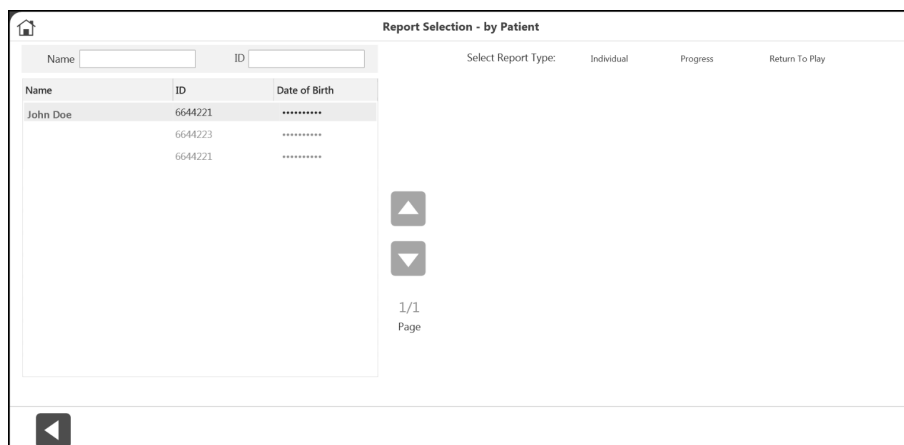 Report Selection - by Patient
Name ID
Select Report Type: Individual Progress Return To Play
Name ID Date of Birth
John Doe 6644221 ••••••••••
6644223 ••••••••••
6644221 ••••••••••
1/1
Page